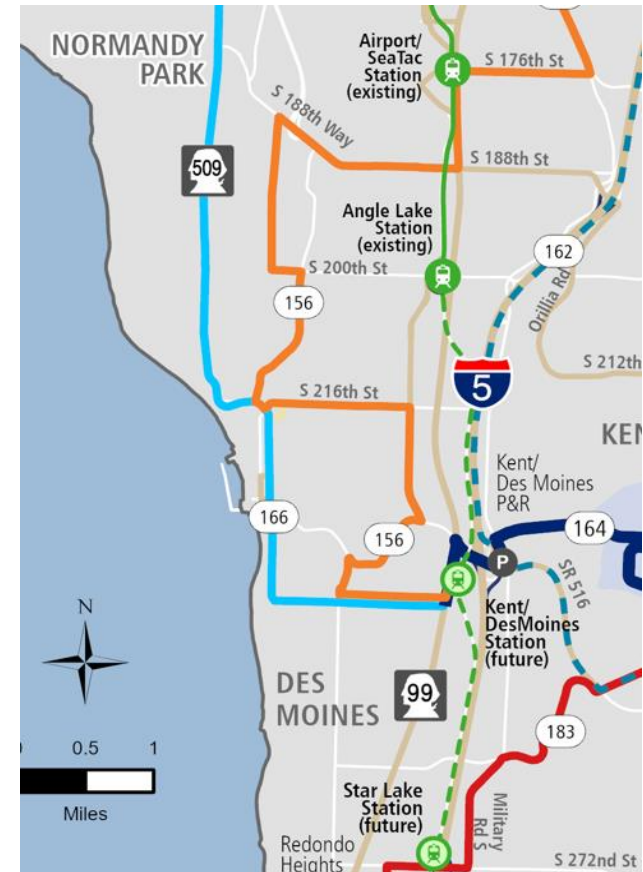 NORMANDY
PARK
Airport/
SeaTac
Station
(existing)
S 176th St
S 188th Way
509
S 188th St
Angle Lake
Station
(existing)
162
S 200th St
Orillia Rd
156
S 212th
5
S 216th St
KEN
Kent/
Des Moines
P&R
166
156
164
P
SR 516
N
Kent/
DesMoines
Station
(future)
DES
MOINES
99
183
0.5
1
Miles
Star Lake
Station
(future)
Military
Rd S
Redondo
Heights
S 272nd St